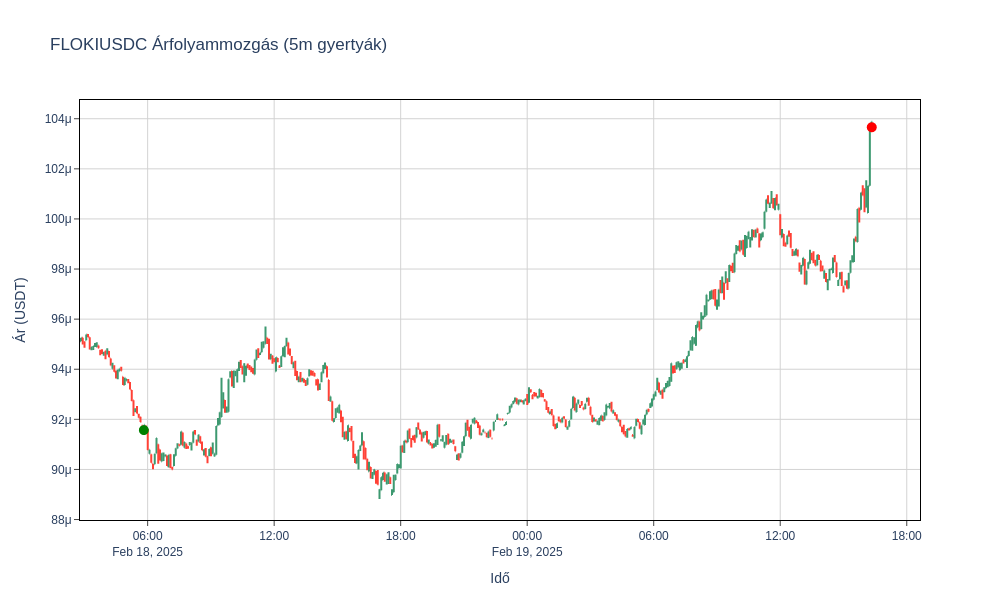 FLOKIUSDC Árfolyammozgás (5m gyertyák)
104μ
102μ
100μ
98μ
96μ
94μ
92μ
90μ
88μ
Ár (USDT)
06:00
Feb 18, 2025
12:00
18:00
00:00
Feb 19, 2025
06:00
12:00
18:00
Idő